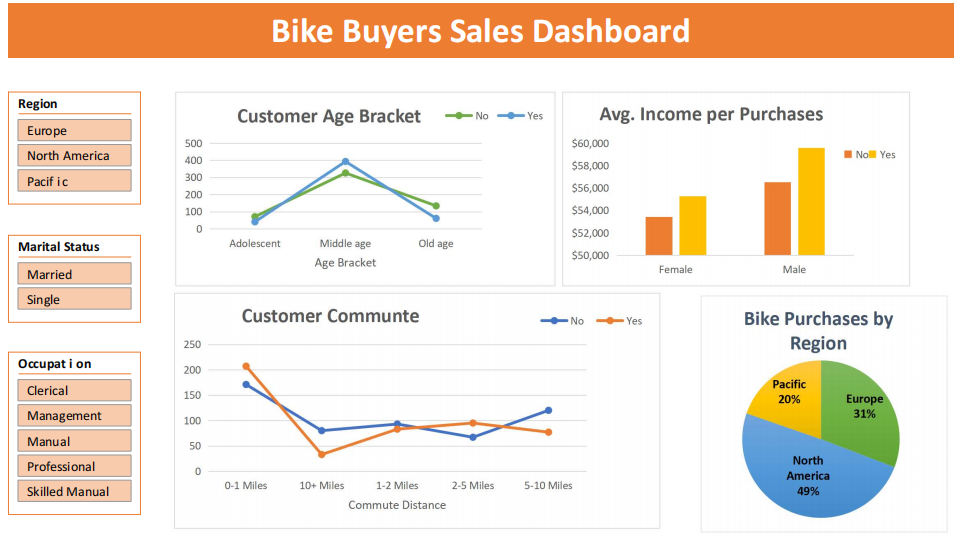 Bike Buyers Sales Dashboard
Region
Europe
North America
Pacif i c
Marital Status
Married
Single
Occupat i on
Clerical
Management
Manual
Professional
Skilled Manual
Customer Age Bracket
No Yes
500
400
300
200
100
0
Adolescent Middle age Old age
Age Bracket
Avg. Income per Purchases
No Yes
$60,000
$58,000
$56,000
$54,000
$52,000
$50,000
Female Male
Customer Communte
No Yes
250
200
150
100
50
0
0-1 Miles 10+ Miles 1-2 Miles 2-5 Miles 5-10 Miles
Commute Distance
Bike Purchases by
Region
Pacific
20%
Europe
31%
North
America
49%